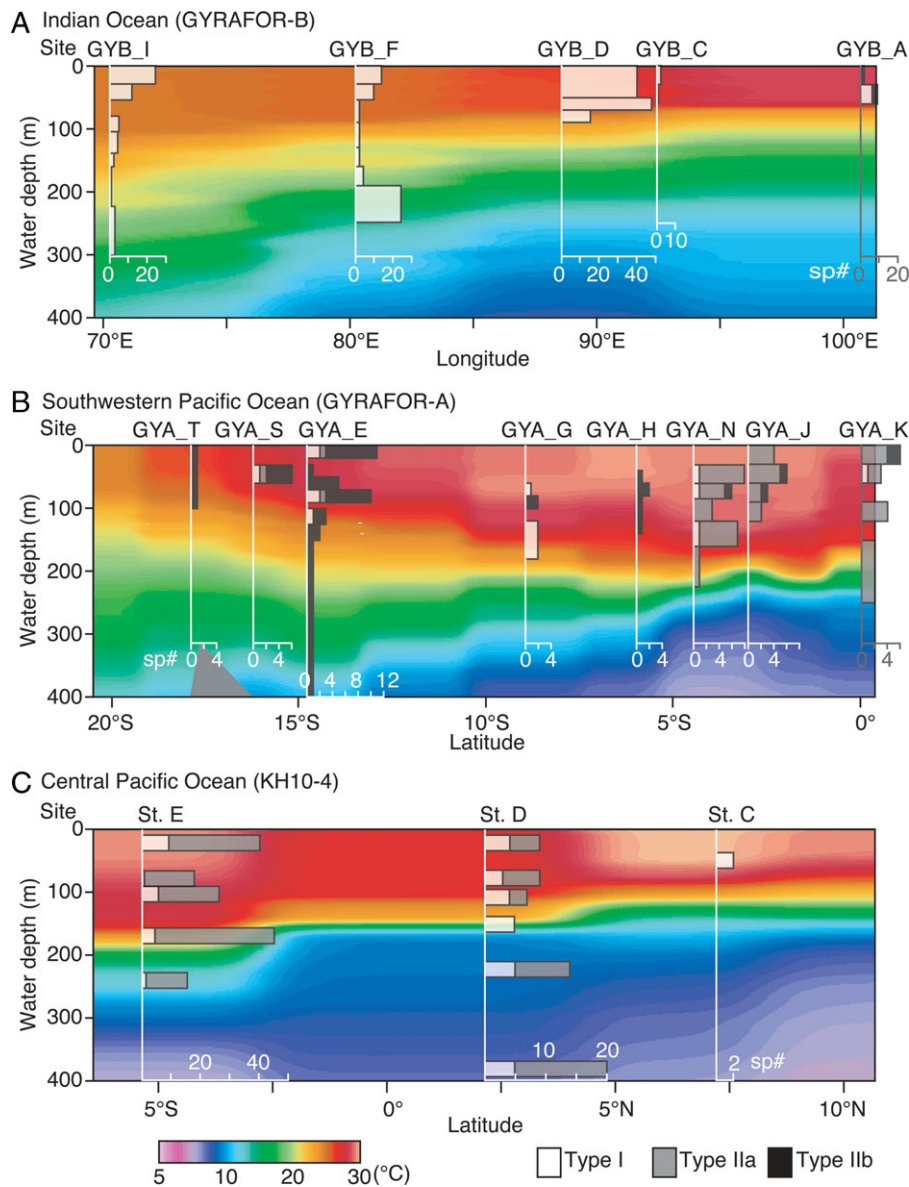 A Indian Ocean (GYRAFOR-B)
Site GYB_I GYB_F GYB_D GYB_C GYB_A
Water depth (m)
0
100
200
300
400
0 20
0 20
0 20 40
0 10
sp# 0 20
70°E 80°E 90°E 100°E
Longitude
B Southwestern Pacific Ocean (GYRAFOR-A)
Site GYA_T GYA_S GYA_E GYA_G GYA_H GYA_N GYA_J GYA_K
Water depth (m)
0
100
200
300
400
sp# 0 4
0 4
0 4 8 12
0 4
0 4
0 4
0 4
0 4
20°S 15°S 10°S 5°S 0°
Latitude
C Central Pacific Ocean (KH10-4)
Site St. E St. D St. C
Water depth (m)
0
100
200
300
400
20 40
10 20
2 sp#
5°S 0° 5°N 10°N
Latitude
5 10 20 30 (°C)
Type I Type IIa Type IIb